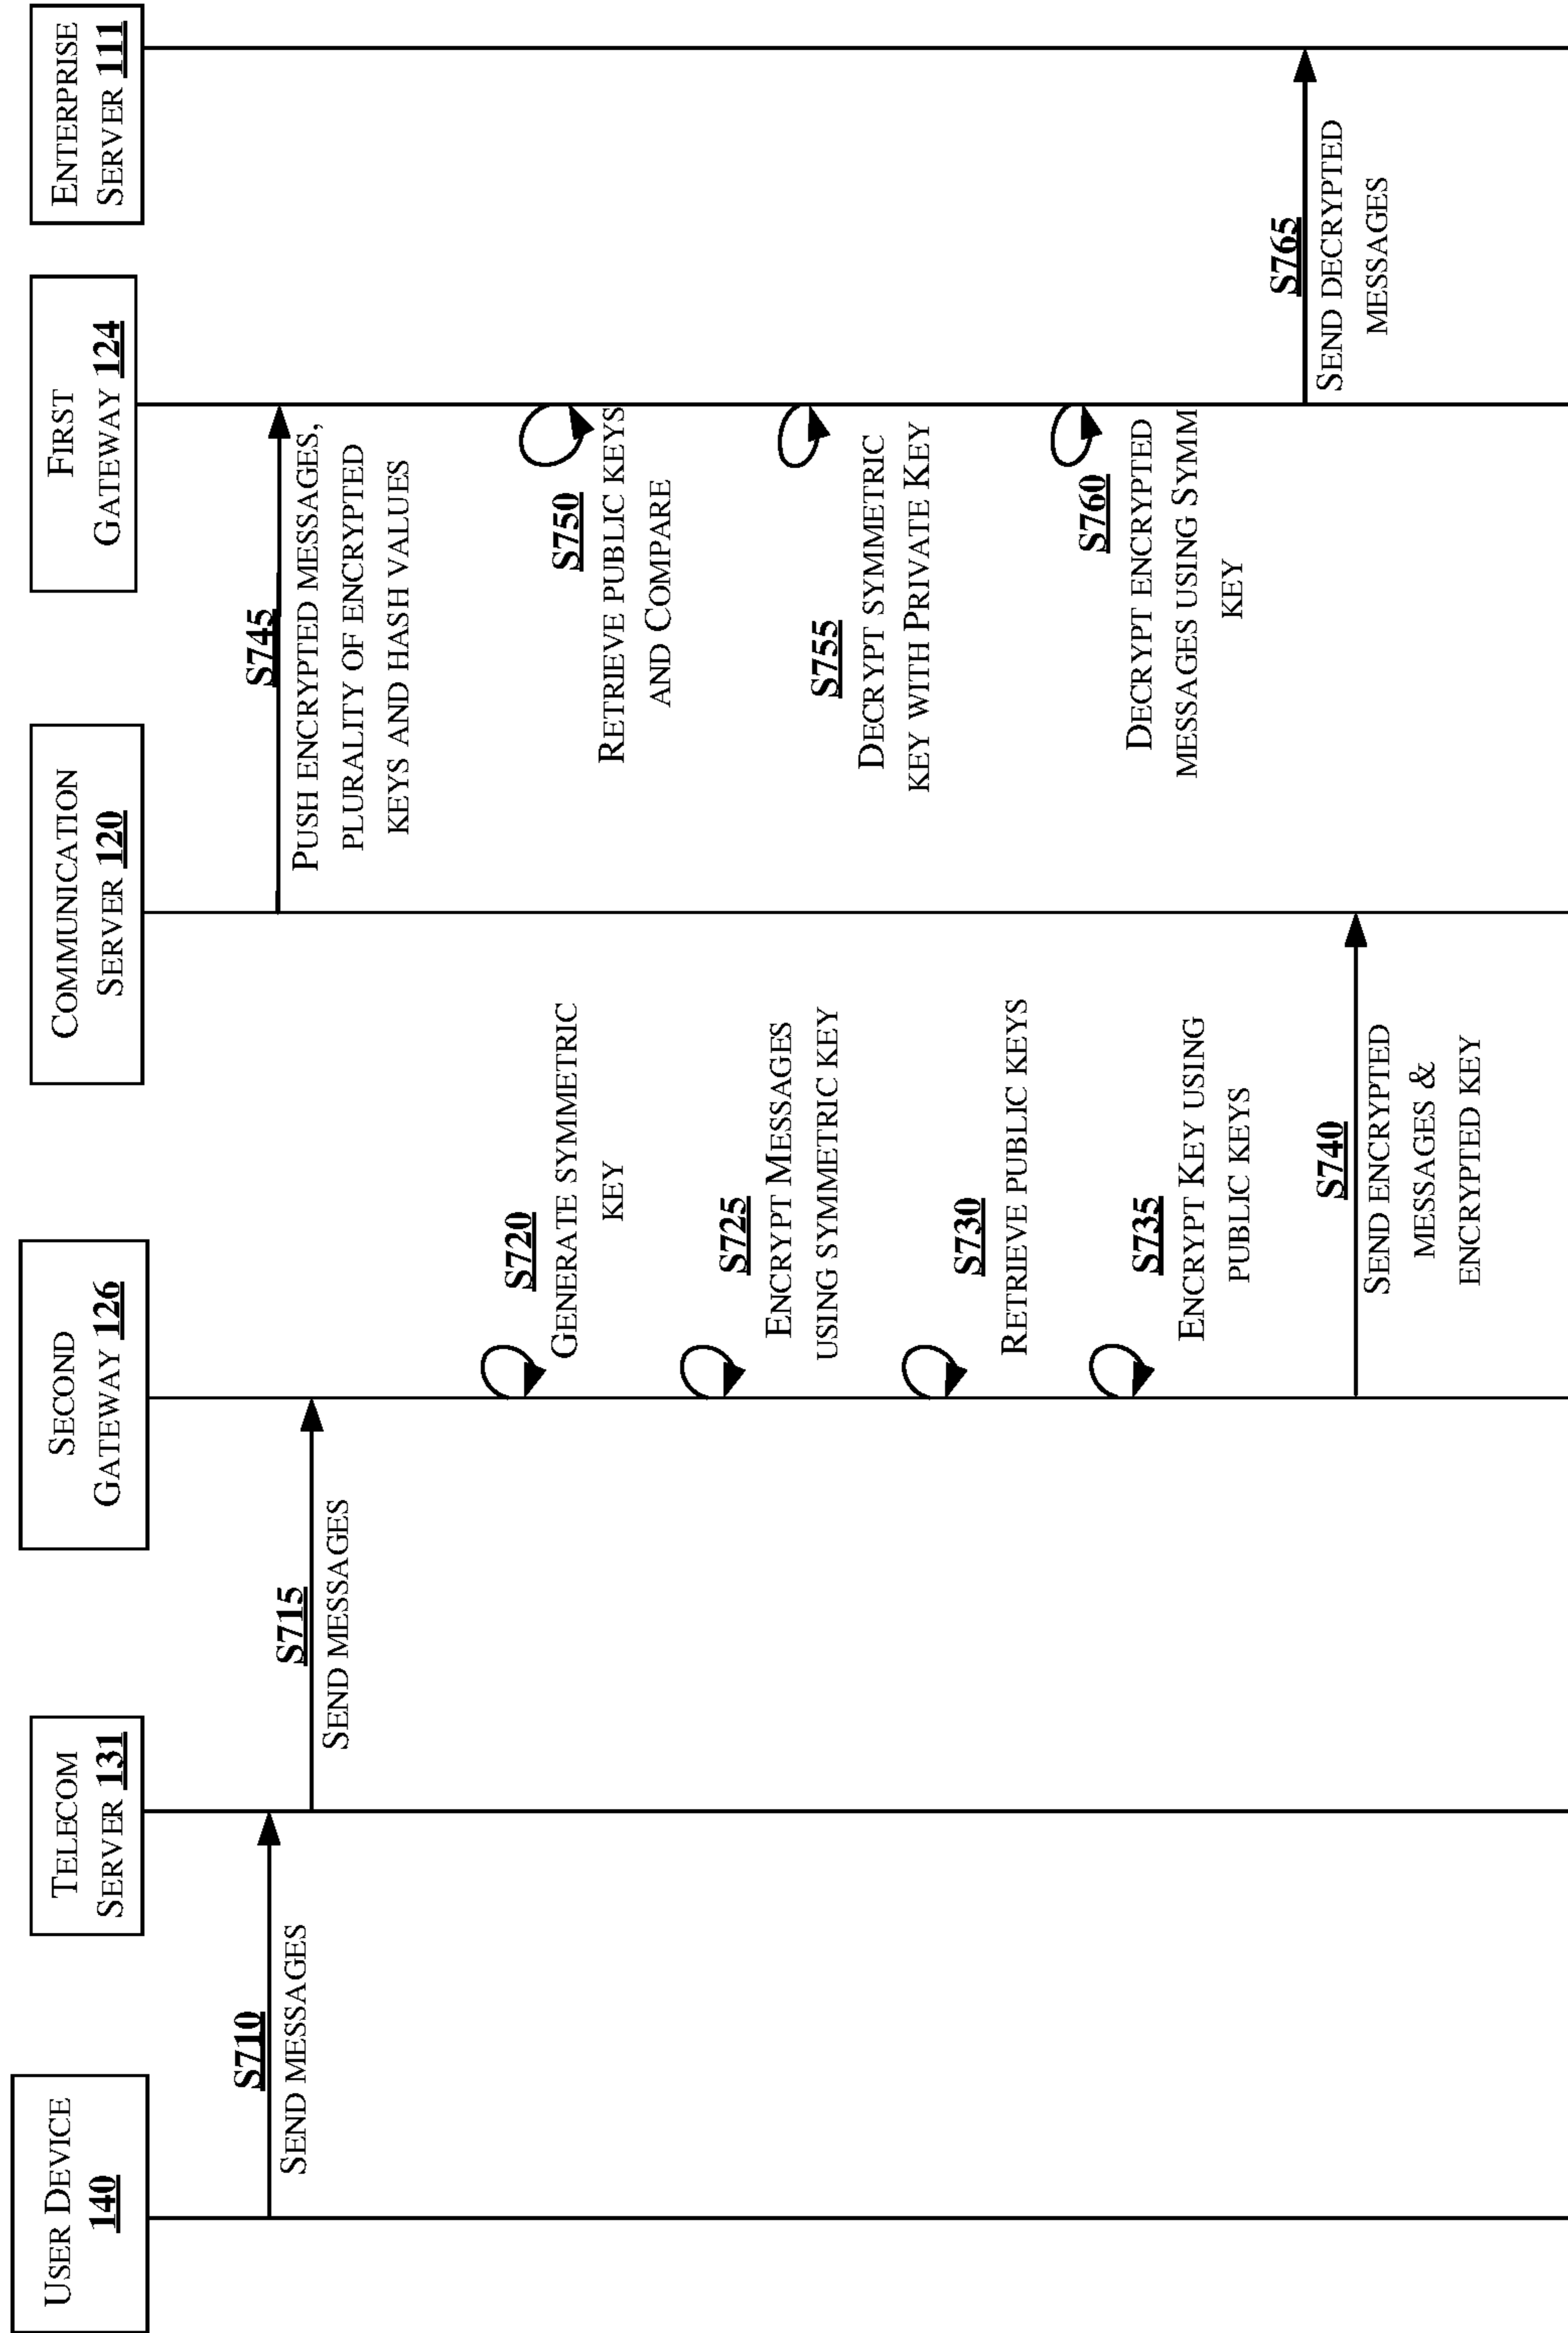 USER DEVICE
140
TELECOM
SERVER 131
SECOND
GATEWAY 126
COMMUNICATION
SERVER 120
FIRST
GATEWAY 124
ENTERPRISE
SERVER 111
S710
SEND MESSAGES
S715
SEND MESSAGES
S720
GENERATE SYMMETRIC
KEY
S725
ENCRYPT MESSAGES
USING SYMMETRIC KEY
S730
RETRIEVE PUBLIC KEYS
S735
ENCRYPT KEY USING
PUBLIC KEYS
S740
SEND ENCRYPTED
MESSAGES &
ENCRYPTED KEY
S745
PUSH ENCRYPTED MESSAGES,
PLURALITY OF ENCRYPTED
KEYS AND HASH VALUES
S750
RETRIEVE PUBLIC KEYS
AND COMPARE
S755
DECRYPT SYMMETRIC
KEY WITH PRIVATE KEY
S760
DECRYPT ENCRYPTED
MESSAGES USING SYMM
KEY
S765
SEND DECRYPTED
MESSAGES